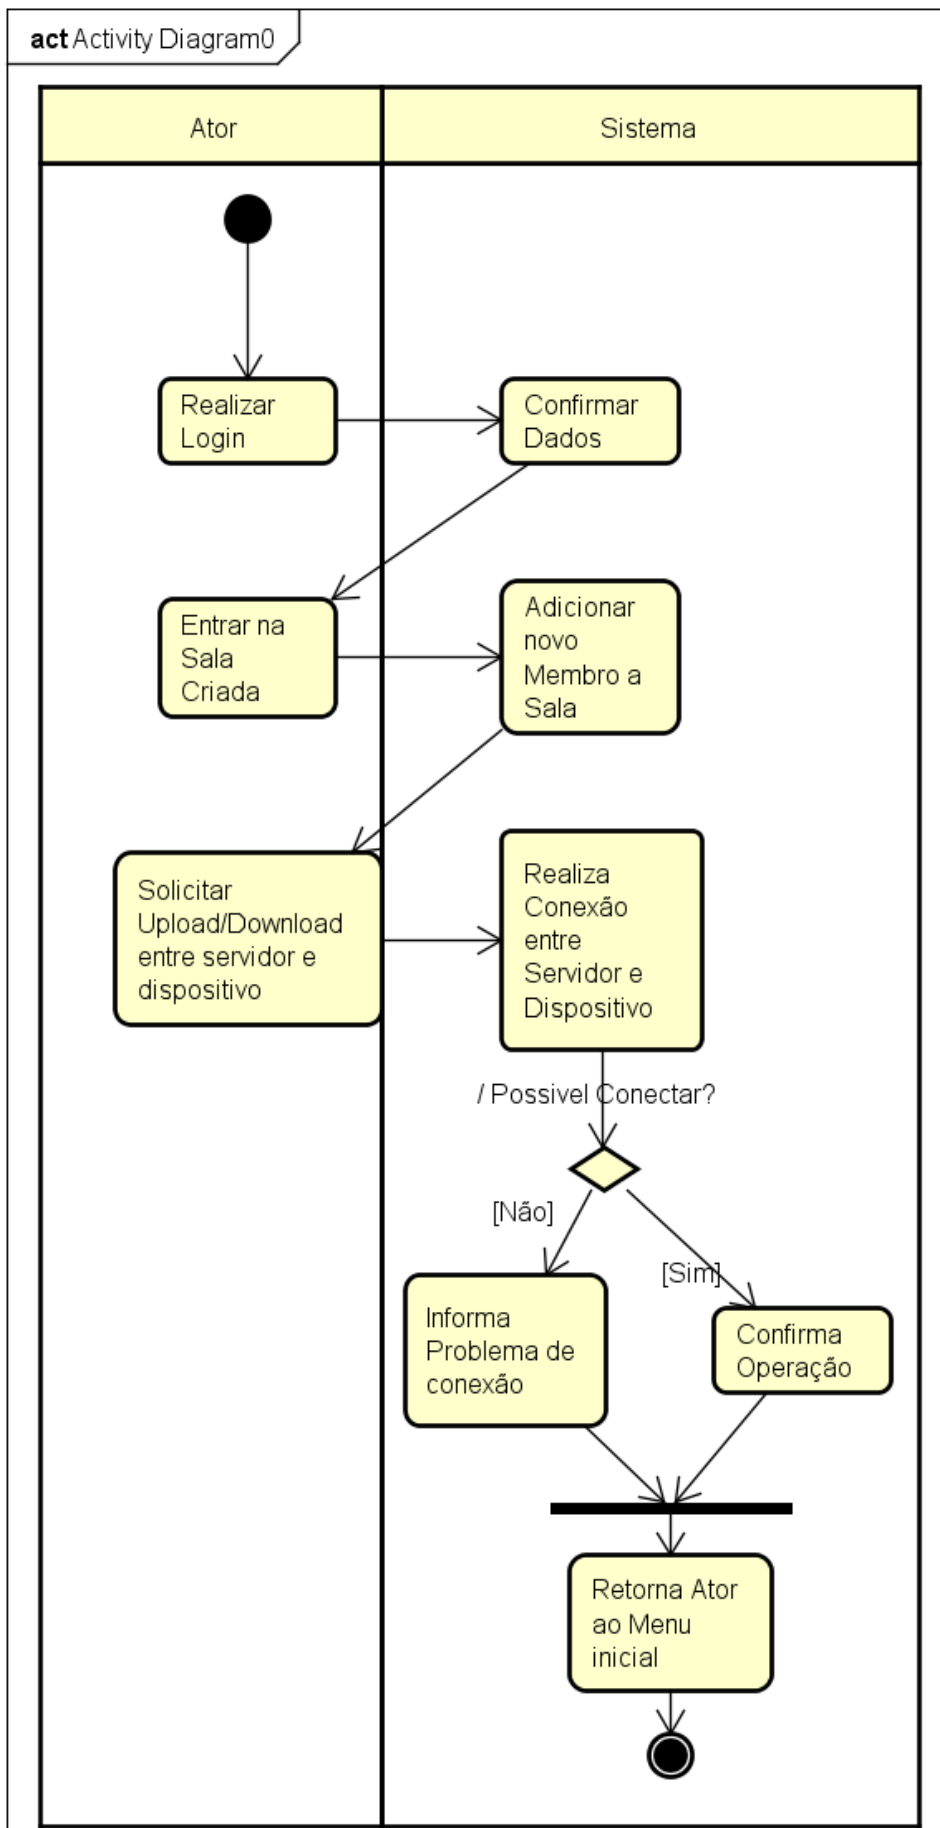 act Activity Diagram0
Ator
Sistema
Realizar
Login
Confirmar
Dados
Entrar na
Sala
Criada
Adicionar
novo
Membro a
Sala
Solicitar
Upload/Download
entre servidor e
dispositivo
Realiza
Conexão
entre
Servidor e
Dispositivo
/ Possivel Conectar?
[Não]
[Sim]
Informa
Problema de
conexão
Confirma
Operação
Retorna Ator
ao Menu
inicial